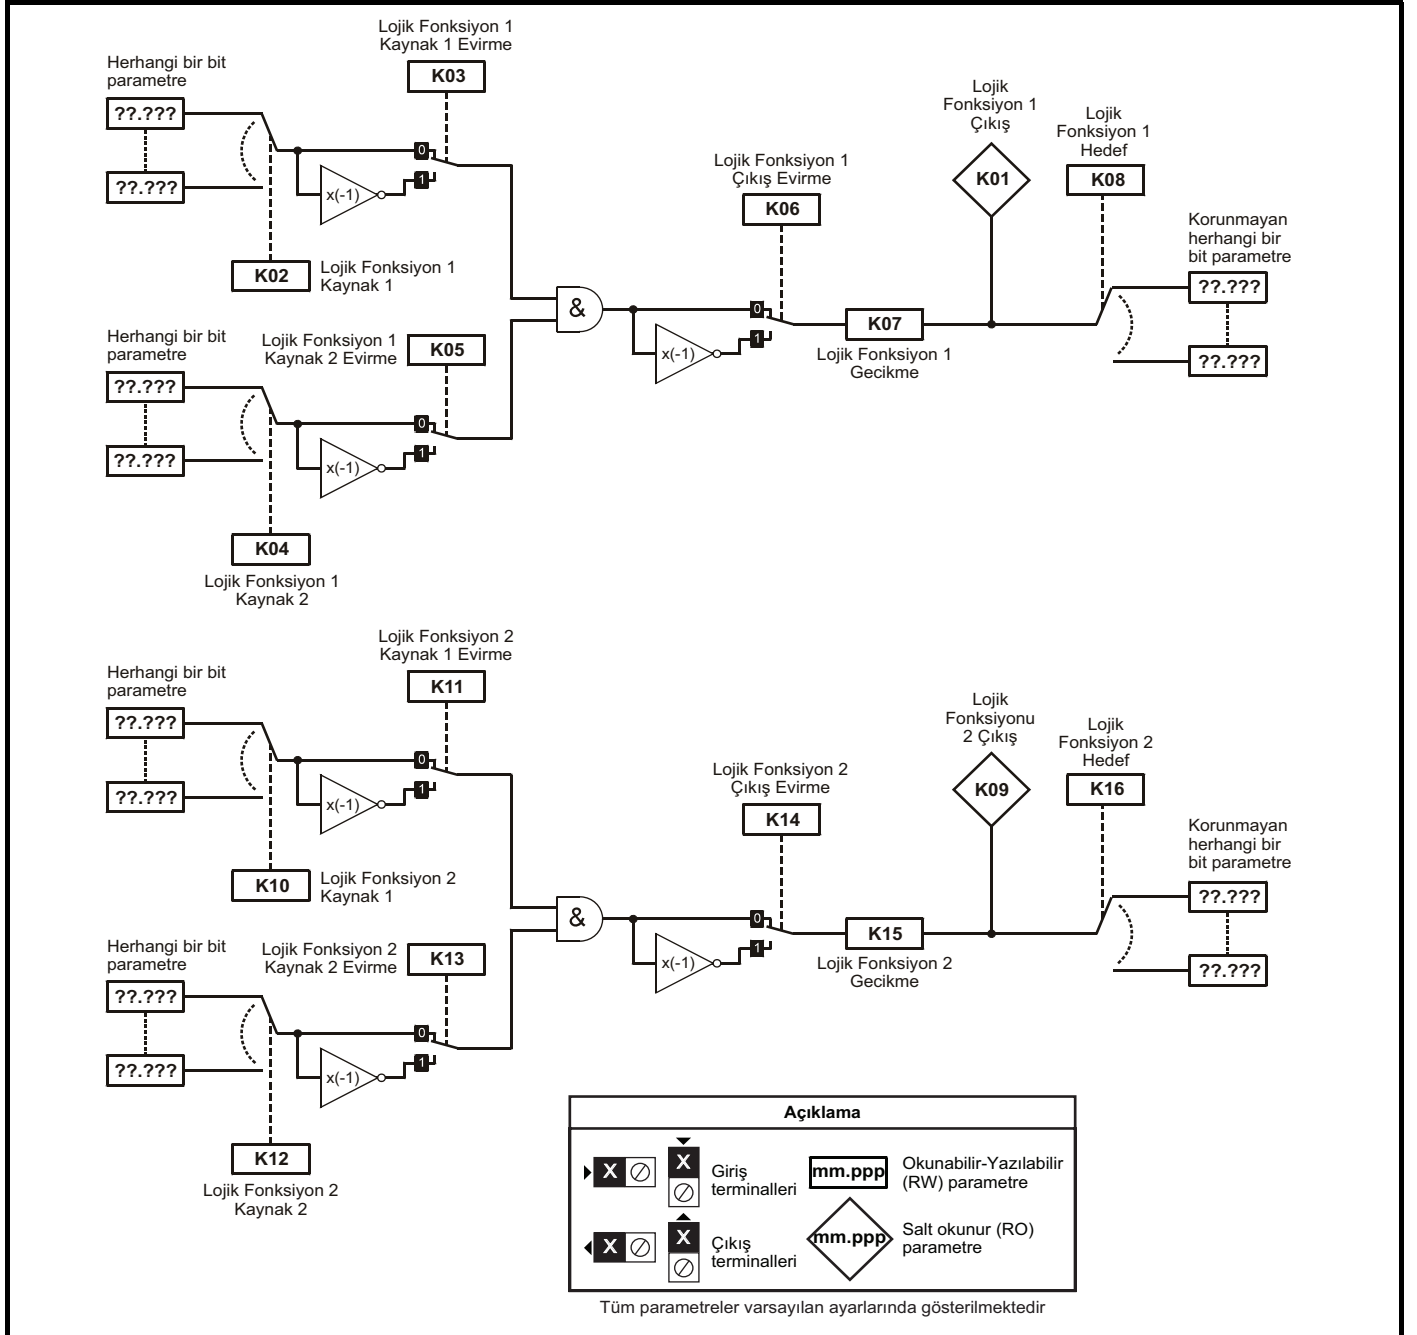 Lojik Fonksiyon 1
Kaynak 1 Evirme
K03
Herhangi bir bit
parametre
??.???
??.???
0
1
x(-1)
K02
Lojik Fonksiyon 1
Kaynak 1
Herhangi bir bit
parametre
??.???
??.???
Lojik Fonksiyon 1
Kaynak 2 Evirme
K05
0
1
x(-1)
K04
Lojik Fonksiyon 1
Kaynak 2
&
Lojik Fonksiyon 1
Çıkış Evirme
K06
0
1
x(-1)
K07
Lojik Fonksiyon 1
Gecikme
Lojik
Fonksiyon 1
Çıkış
K01
Lojik
Fonksiyon 1
Hedef
K08
Korunmayan
herhangi bir
bit parametre
??.???
??.???
Lojik Fonksiyon 2
Kaynak 1 Evirme
K11
Herhangi bir bit
parametre
??.???
??.???
0
1
x(-1)
K10
Lojik Fonksiyon 2
Kaynak 1
Herhangi bir bit
parametre
??.???
??.???
Lojik Fonksiyon 2
Kaynak 2 Evirme
K13
0
1
x(-1)
K12
Lojik Fonksiyon 2
Kaynak 2
&
Lojik Fonksiyon 2
Çıkış Evirme
K14
0
1
x(-1)
K15
Lojik Fonksiyon 2
Gecikme
Lojik
Fonksiyonu
2 Çıkış
K09
Lojik
Fonksiyon 2
Hedef
K16
Korunmayan
herhangi bir
bit parametre
??.???
??.???
Açıklama
X
X
Giriş
terminalleri
mm.ppp
Okunabilir-Yazılabilir
(RW) parametre
X
X
Çıkış
terminalleri
mm.ppp
Salt okunur (RO)
parametre
Tüm parametreler varsayılan ayarlarında gösterilmektedir